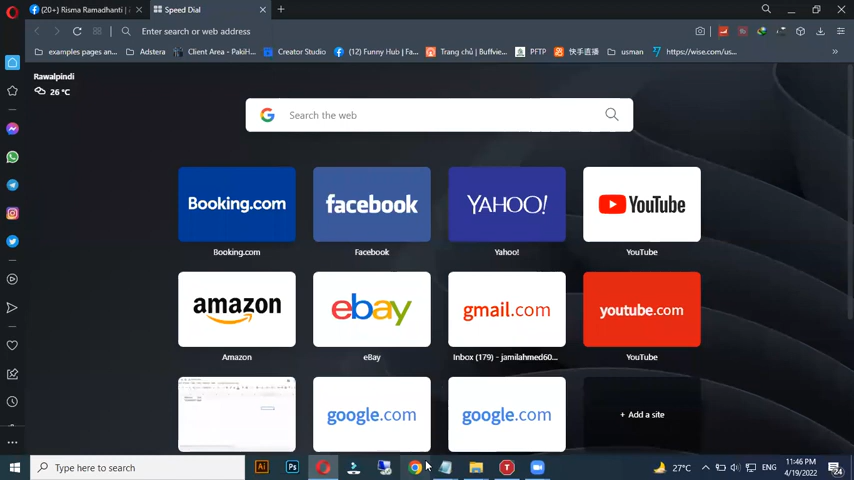 (20+) Risma Ramadhanti |
Speed Dial
Enter search or web address
examples pages an...
Adstera
Client Area - PakiH...
Creator Studio
(12) Funny Hub | Fa...
Trang chủ | Buffvie...
PFTP
快手直播
usman
https://wise.com/us...
Rawalpindi
26 °C
Search the web
Booking.com
facebook
YAHOO!
YouTube
Booking.com
Facebook
Yahoo!
YouTube
amazon
ebay
gmail.com
youtube.com
Amazon
eBay
Inbox (179) - jamilahmed60...
YouTube
google.com
google.com
+ Add a site
Type here to search
Ai
Ps
T
27°C
ENG
11:46 PM
4/19/2022
24